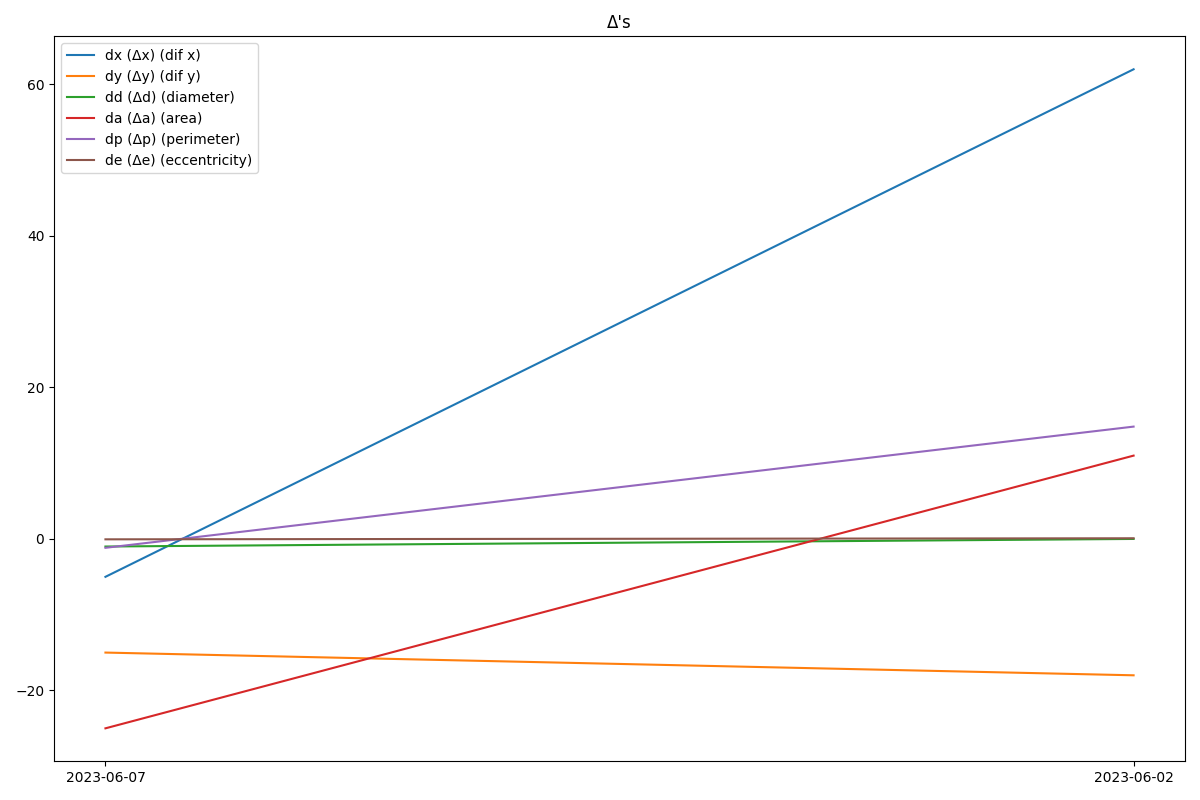 Δ's
dx (Δx) (dif x)
dy (Δy) (dif y)
dd (Δd) (diameter)
da (Δa) (area)
dp (Δp) (perimeter)
de (Δe) (eccentricity)
60
40
20
0
−20
2023-06-07
2023-06-02